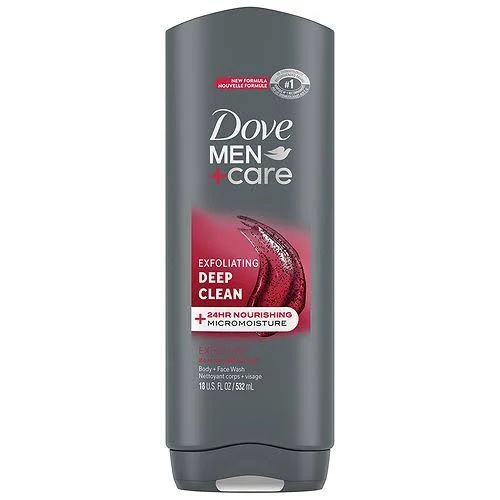 NEW FORMULA
NOUVELLE FORMULE
#1
Dove
MEN
+care
EXFOLIATING
DEEP
CLEAN
+ 24HR NOURISHING
MICROMOISTURE
Body + Face Wash
Nettoyant corps + visage
18 U.S. FL OZ/532 mL